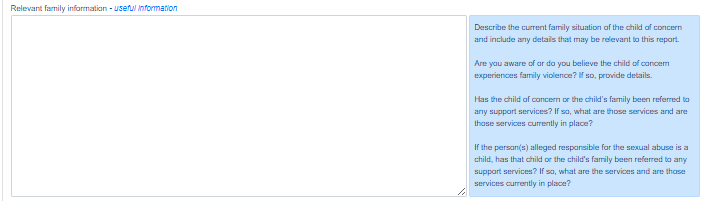 Relevant family information - useful information
Describe the current family situation of the child of concern
and include any details that may be relevant to this report.
Are you aware of or do you believe the child of concern
experiences family violence? If so, provide details.
Has the child of concern or the child's family been referred to
any support services? If so, what are those services and are
those services currently in place?
If the person(s) alleged responsible for the sexual abuse is a
child, has that child or the child's family been referred to any
support services? If so, what are the services and are those
services currently in place?